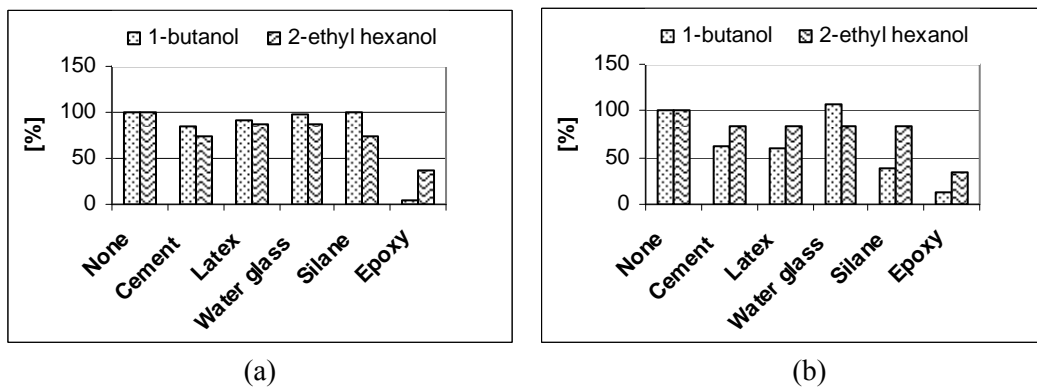 1-butanol 2-ethyl hexanol
150
100
50
0
[%]
None
Cement
Latex
Water glass
Silane
Epoxy
(a)
1-butanol 2-ethyl hexanol
150
100
50
0
[%]
None
Cement
Latex
Water glass
Silane
Epoxy
(b)